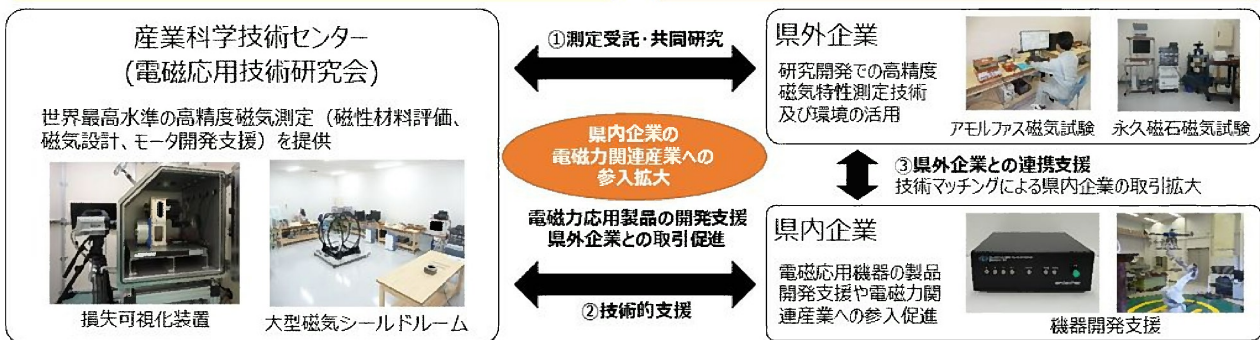 産業科学技術センター
(電磁応用技術研究会)
世界最高水準の高精度磁気測定（磁性材料評価、
磁気設計、モータ開発支援）を提供
損失可視化装置
大型磁気シールドルーム
①測定受託・共同研究
県内企業の
電磁力関連産業への
参入拡大
電磁力応用製品の開発支援
県外企業との取引促進
②技術的支援
県外企業
研究開発での高精度
磁気特性測定技術
及び環境の活用
アモルファス磁気試験
永久磁石磁気試験
③県外企業との連携支援
技術マッチングによる県内企業の取引拡大
県内企業
電磁応用機器の製品
開発支援や電磁力関
連産業への参入促進
機器開発支援